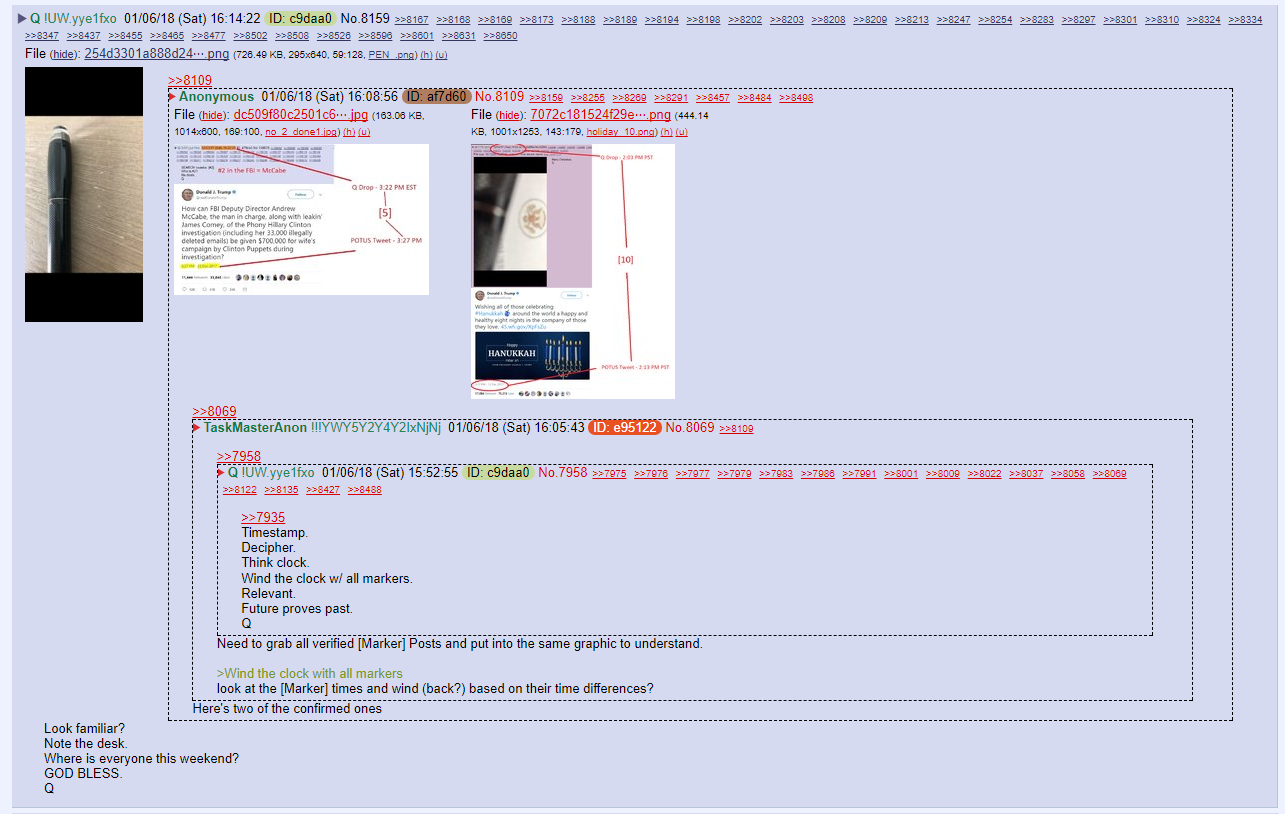 Q !UW.yye1fxo 01/06/18 (Sat) 16:14:22 ID: c9daa0 No.8159 >>8167 >>8168 >>8169 >>8173 >>8188 >>8189 >>8194 >>8198 >>8202 >>8203 >>8208 >>8209 >>8213 >>8247 >>8254 >>8283 >>8297 >>8301 >>8310 >>8324 >>8334
>>8347 >>8437 >>8455 >>8465 >>8477 >>8502 >>8508 >>8526 >>8596 >>8601 >>8631 >>8650
File (hide): 254d3301a888d24⋯.png (726.49 KB, 295x640, 59:128, PEN_.png) (h) (u)
>>8109
Anonymous 01/06/18 (Sat) 16:08:56 ID: af7d60 No.8109 >>8159 >>8255 >>8269 >>8291 >>8457 >>8484 >>8498
File (hide): dc509f80c2501c6⋯.jpg (163.06 KB,
1014x600, 169:100, no_2_done1.jpg) (h) (u)
File (hide): 7072c181524f29e⋯.png (444.14
KB, 1001x1253, 143:179, holiday_10.png) (h) (u)
#2 in the FBI = McCabe
Q Drop - 3:22 PM EST
[5]
POTUS Tweet - 3:27 PM
Donald J. Trump
Follow
How can FBI Deputy Director Andrew
McCabe, the man in charge, along with leakin'
James Comey, of the Phony Hillary Clinton
investigation (including her 33,000 illegally
deleted emails) be given $700,000 for wife's
campaign by Clinton Puppets during
investigation?
Q Drop - 2:03 PM PST
[10]
Donald J. Trump
Follow
Wishing all of those celebrating
#Hanukkah around the world a happy and
healthy eight nights in the company of those
they love.
Happy
HANUKKAH
POTUS Tweet - 2:13 PM PST
>>8069
TaskMasterAnon !!!YWY5Y2Y4Y2IxNjNj 01/06/18 (Sat) 16:05:43 ID: e95122 No.8069 >>8109
>>7958
Q !UW.yye1fxo 01/06/18 (Sat) 15:52:55 ID: c9daa0 No.7958 >>7975 >>7976 >>7977 >>7979 >>7983 >>7986 >>7991 >>8001 >>8009 >>8022 >>8037 >>8058 >>8069
>>8122 >>8135 >>8427 >>8488
>>7935
Timestamp.
Decipher.
Think clock.
Wind the clock w/ all markers.
Relevant.
Future proves past.
Q
Need to grab all verified [Marker] Posts and put into the same graphic to understand.
>Wind the clock with all markers
look at the [Marker] times and wind (back?) based on their time differences?
Here's two of the confirmed ones
Look familiar?
Note the desk.
Where is everyone this weekend?
GOD BLESS.
Q